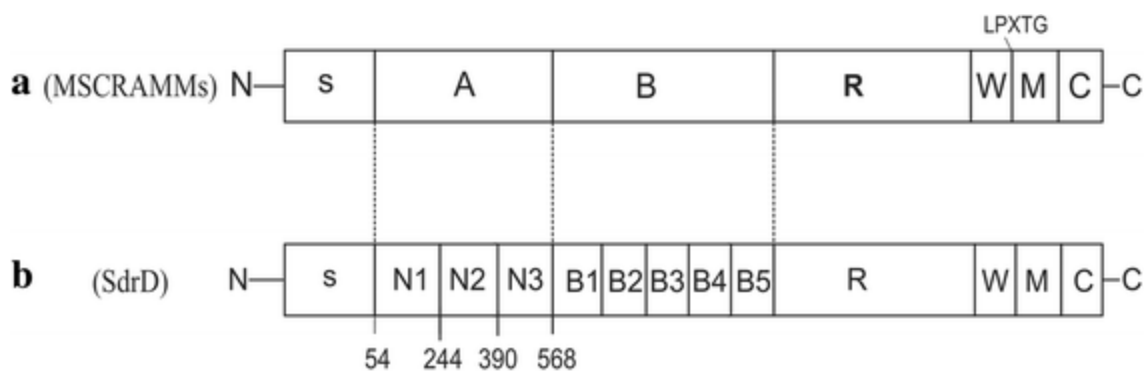 LPXTG
a (MSCRAMMs) N S A B R W M C C
b (SdrD) N S N1 N2 N3 B1 B2 B3 B4 B5 R W M C C
54 244 390 568